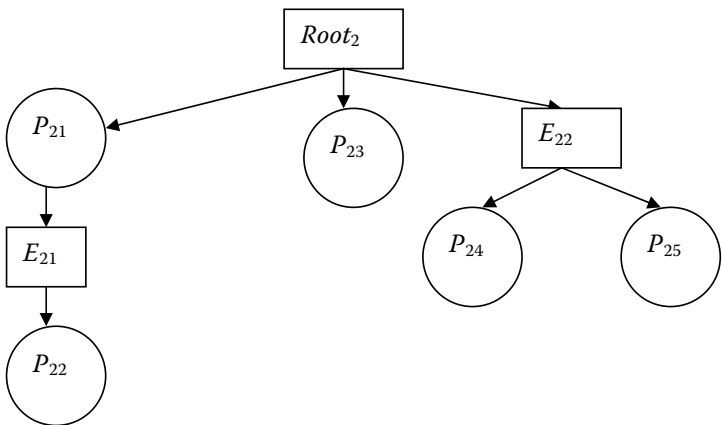 Root₂
P₂₁
P₂₃
E₂₂
E₂₁
P₂₄
P₂₅
P₂₂